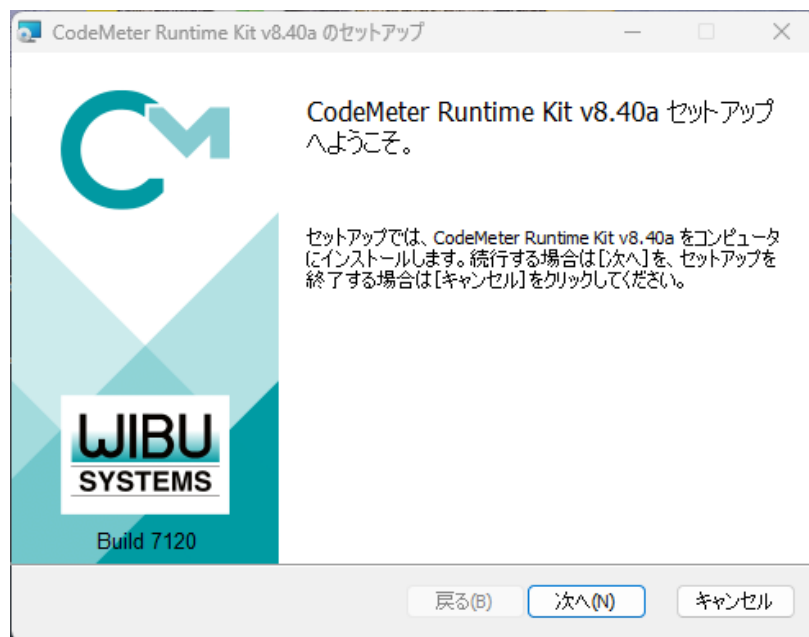 CodeMeter Runtime Kit v8.40a のセットアップ
CodeMeter Runtime Kit v8.40a セットアップ
へようこそ。
セットアップでは、CodeMeter Runtime Kit v8.40a をコンピュータ
にインストールします。続行する場合は[次へ]を、セットアップを
終了する場合は[キャンセル]をクリックしてください。
CM
WIBU
SYSTEMS
Build 7120
戻る(B)
次へ(N)
キャンセル